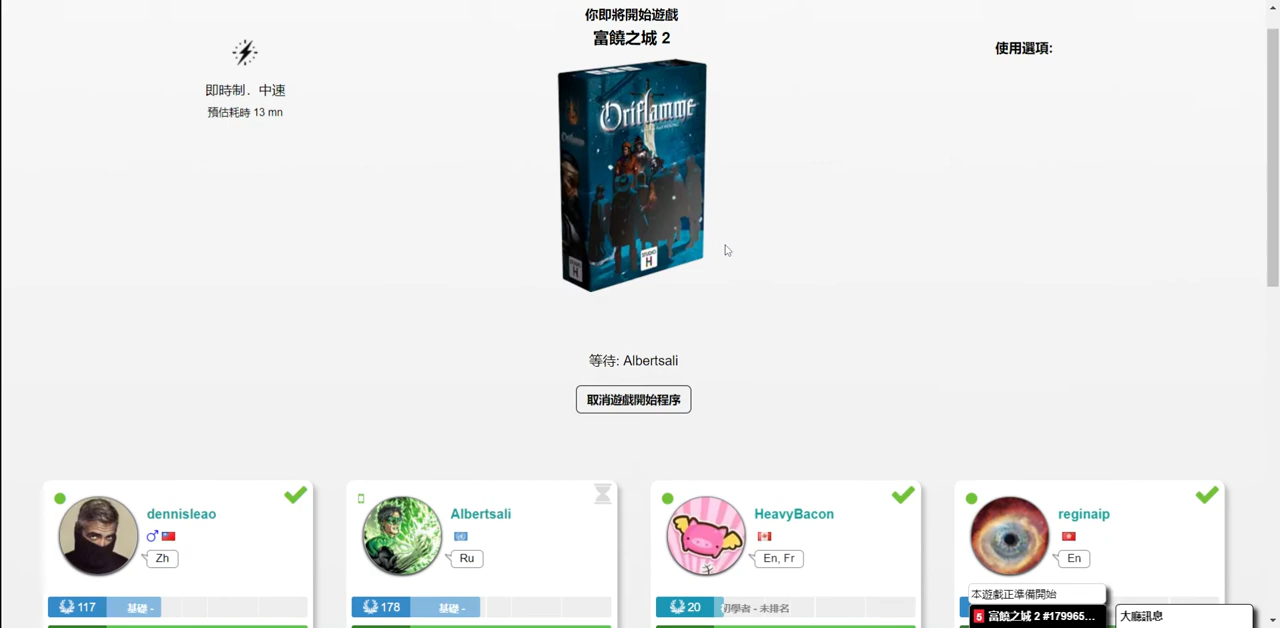 你即將開始遊戲
富饒之城 2
使用選項:
即時制．中速
預估耗時 13 mn
Oriflamme
Oriflamme
STUDIO
H
H
等待: Albertsali
取消遊戲開始程序
dennisleao
Zh
117
基礎 -
Albertsali
Ru
178
基礎 -
HeavyBacon
En, Fr
20
初學者 - 未排名
reginaip
En
本遊戲正準備開始
5 富饒之城 2 #179965...
大廳訊息